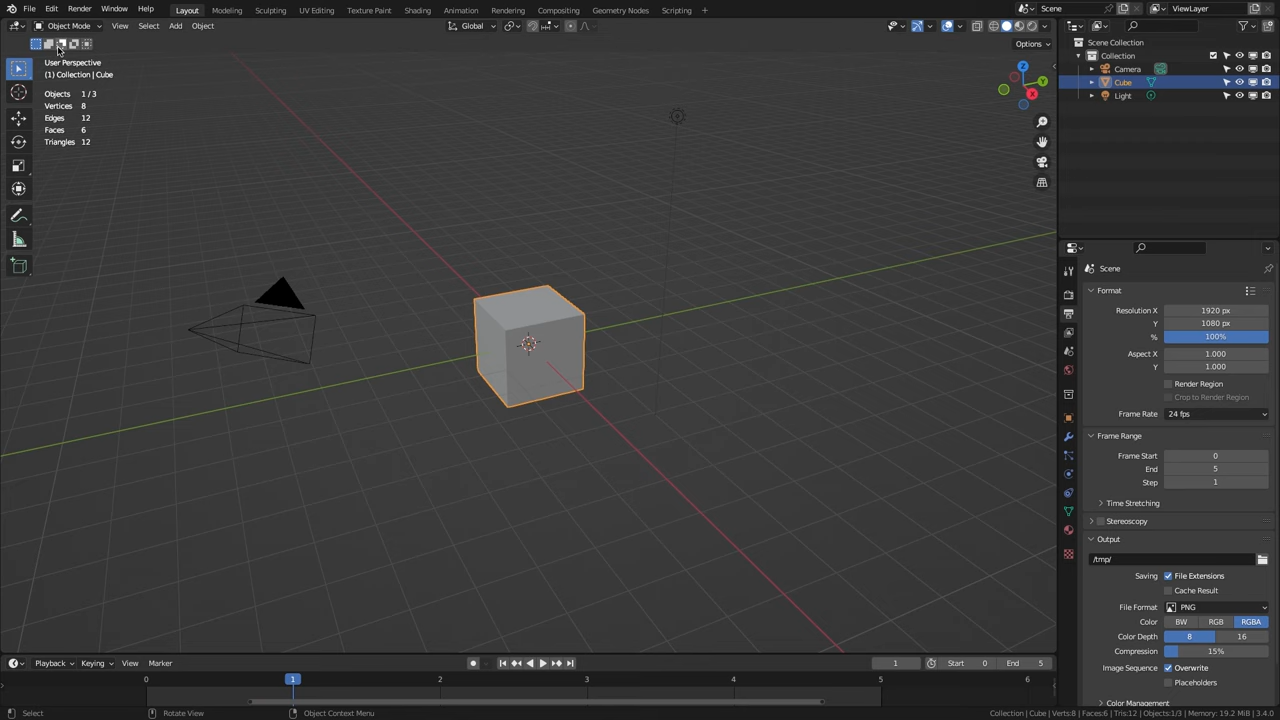 File Edit Render Window Help Layout Modeling Sculpting UV Editing Texture Paint Shading Animation Rendering Compositing Geometry Nodes Scripting + Scene ViewLayer
Object Mode View Select Add Object Global
Options
User Perspective
(1) Collection | Cube
Objects 1/3
Vertices 8
Edges 12
Faces 6
Triangles 12
Z
Y
X
Scene Collection
Collection
Camera
Cube
Light
Scene
Format
Resolution X 1920 px
Y 1080 px
% 100%
Aspect X 1.000
Y 1.000
Render Region
Crop to Render Region
Frame Rate 24 fps
Frame Range
Frame Start 0
End 5
Step 1
Time Stretching
Stereoscopy
Output
/tmp/
Saving File Extensions
Cache Result
File Format PNG
Color BW RGB RGBA
Color Depth 8 16
Compression 15%
Image Sequence Overwrite
Placeholders
Color Management
Playback Keying View Marker 1 Start 0 End 5
0 1 2 3 4 5 6
Select Rotate View Object Context Menu Collection | Cube | Verts:8 | Faces:6 | Tris:12 | Objects:1/3 | Memory: 19.2 MiB | 3.4.0